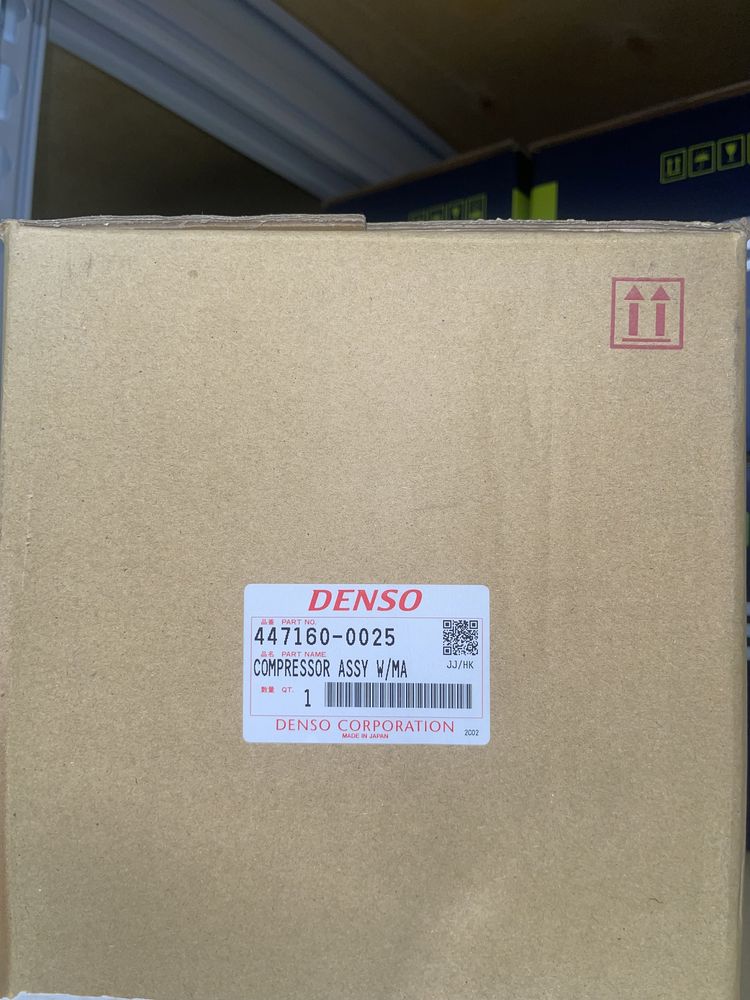 DENSO
品番 PART NO.
447160-0025
品名 PART NAME
JJ/HK
COMPRESSOR ASSY W/MA
数量 QT.
1
DENSO CORPORATION
MADE IN JAPAN
2C02